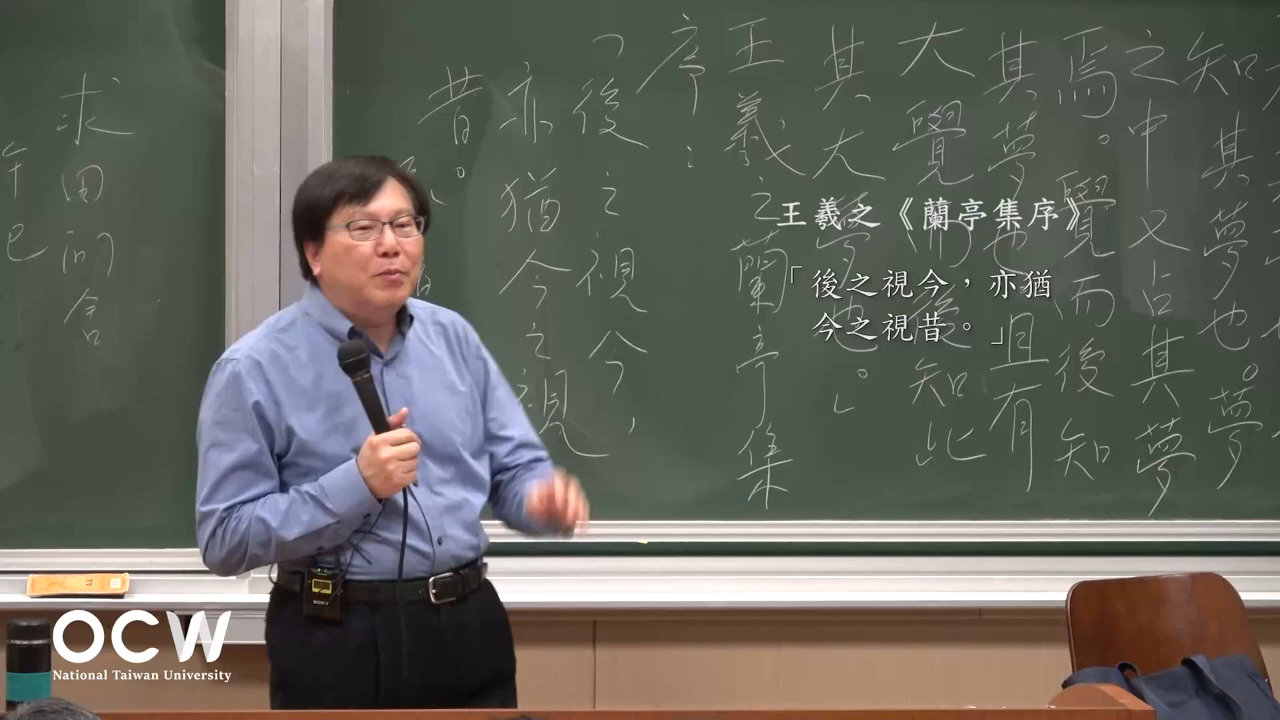 知其夢也。夢
之中又占其夢
焉。覺而後知
其夢也。且有
大覺而後知此
其大夢也。」
王羲之蘭亭集
序：
「後之視今，
亦猶今之視
昔。
求田問舍
王羲之《蘭亭集序》
「後之視今，亦猶
今之視昔。」
SONY
OCW
National Taiwan University